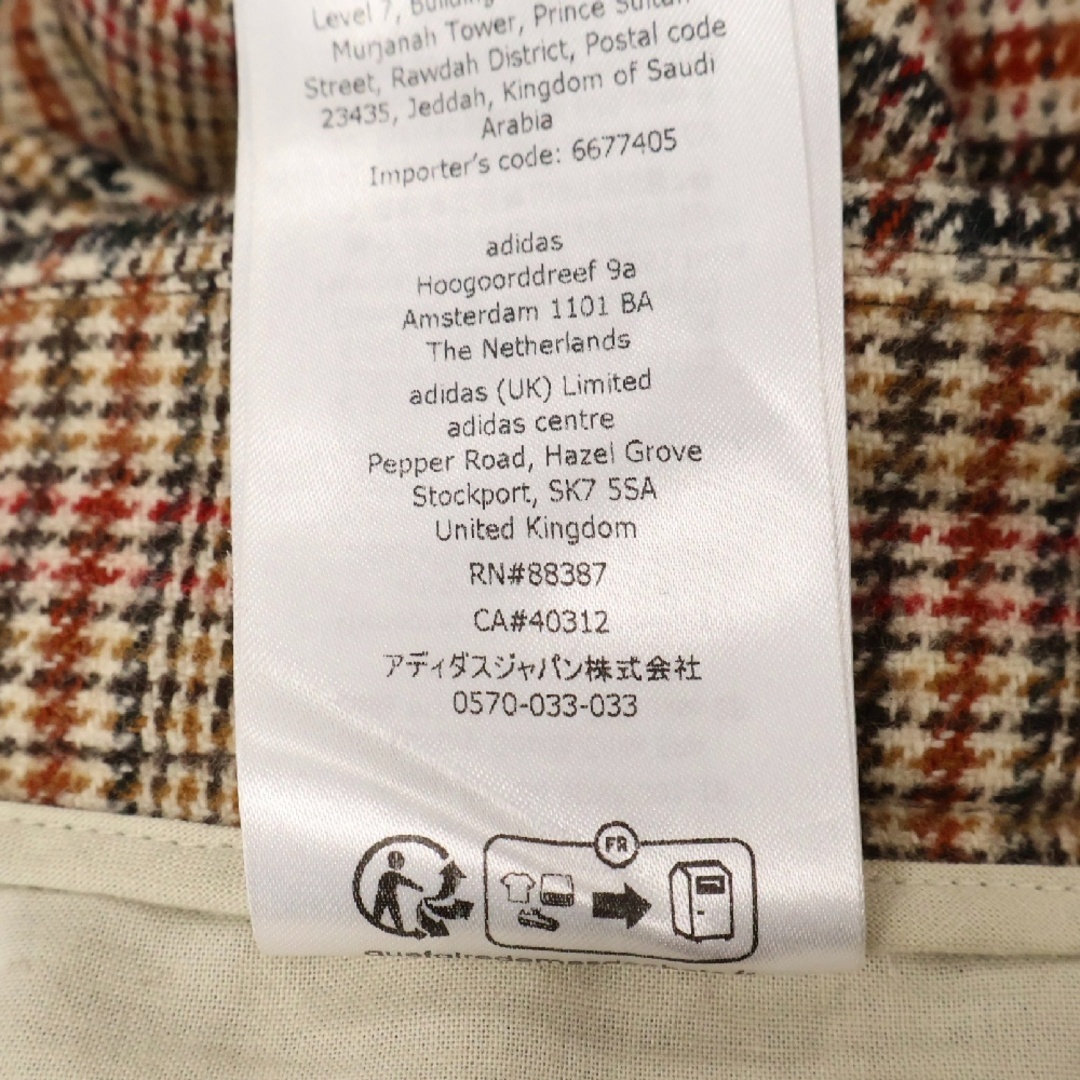 Level 7, Building
Murjanah Tower, Prince Sultan
Street, Rawdah District, Postal code
23435, Jeddah, Kingdom of Saudi
Arabia
Importer's code: 6677405
adidas
Hoogoorddreef 9a
Amsterdam 1101 BA
The Netherlands
adidas (UK) Limited
adidas centre
Pepper Road, Hazel Grove
Stockport, SK7 5SA
United Kingdom
RN#88387
CA#40312
アディダスジャパン株式会社
0570-033-033
FR